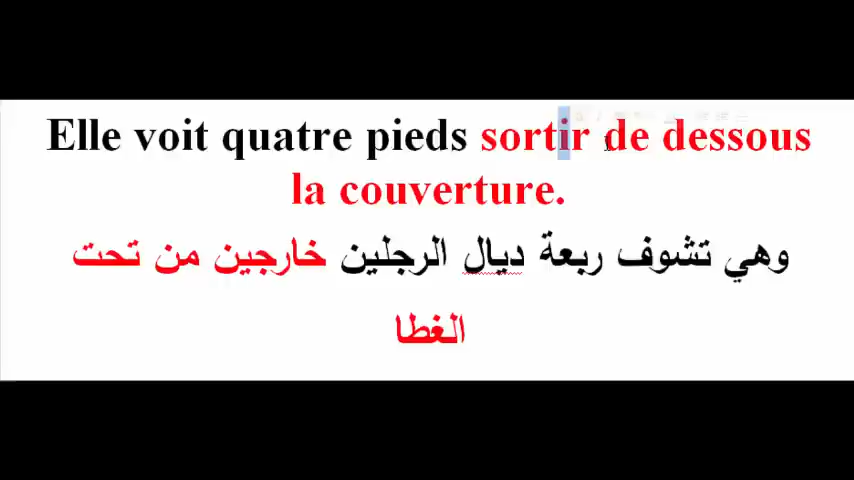 Elle voit quatre pieds sortir de dessous
la couverture.
وهي تشوف ربعة ديال الرجلين خارجين من تحت
الغطا